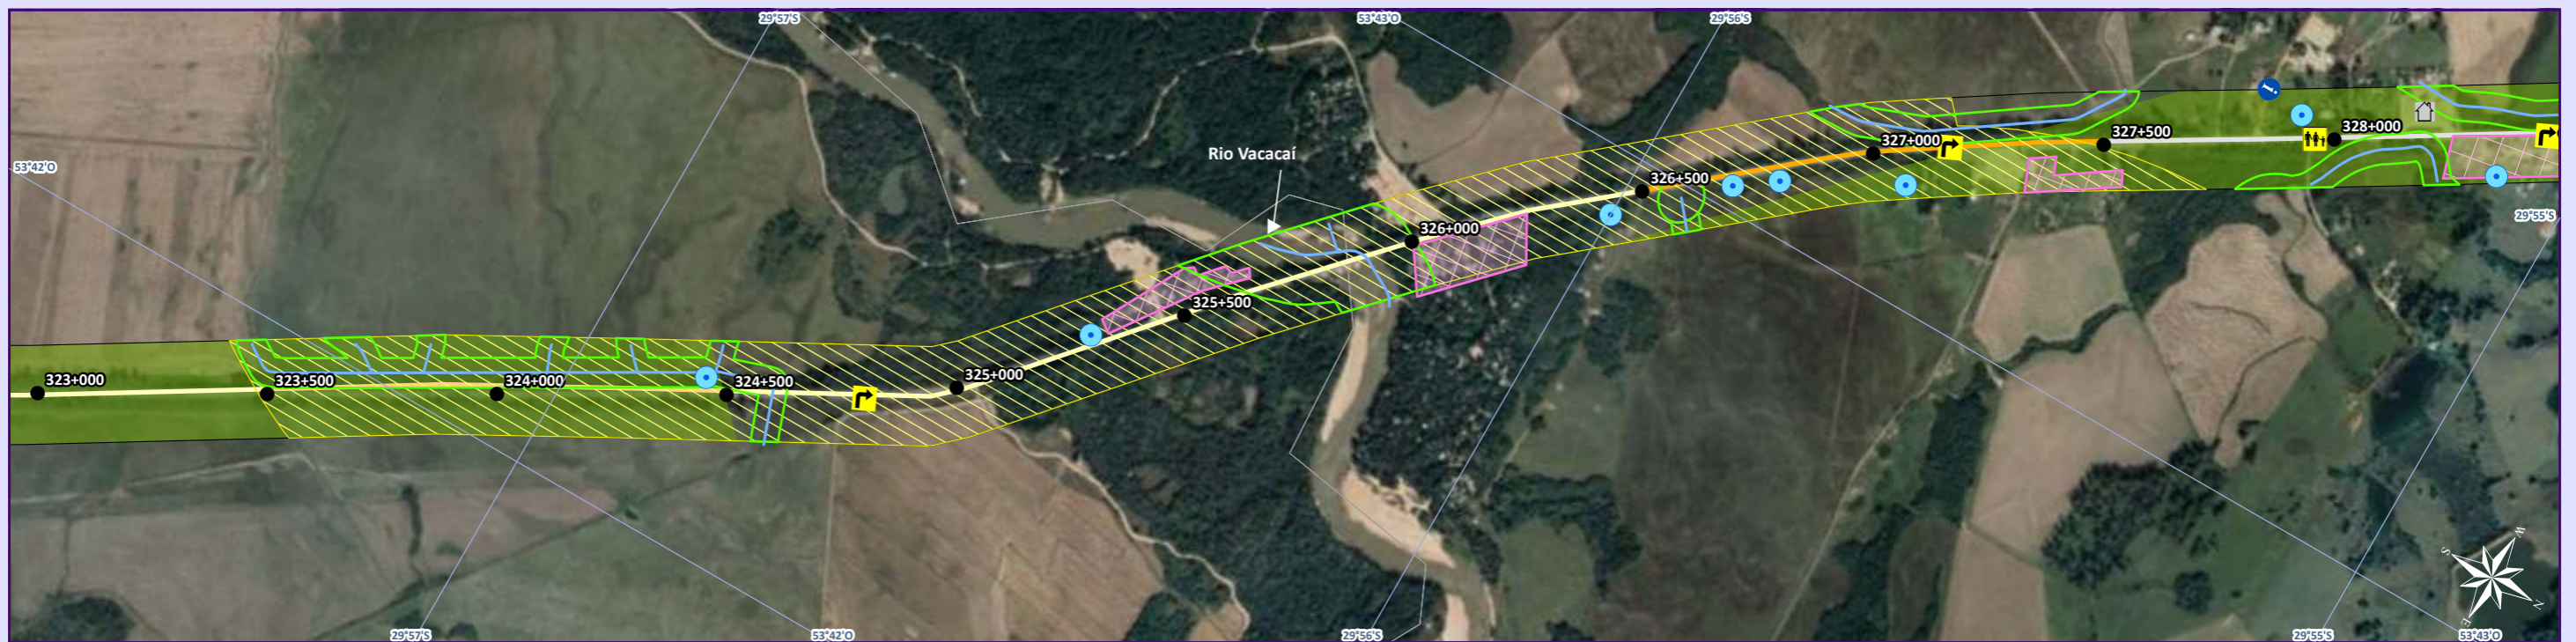 29°57'S
53°43'O
29°56'S
53°42'O
Rio Vacacaí
323+000
323+500
324+000
324+500
325+000
325+500
326+000
326+500
327+000
327+500
328+000
29°55'S
W
S
N
E
29°57'S
53°42'O
29°56'S
29°55'S
53°43'O